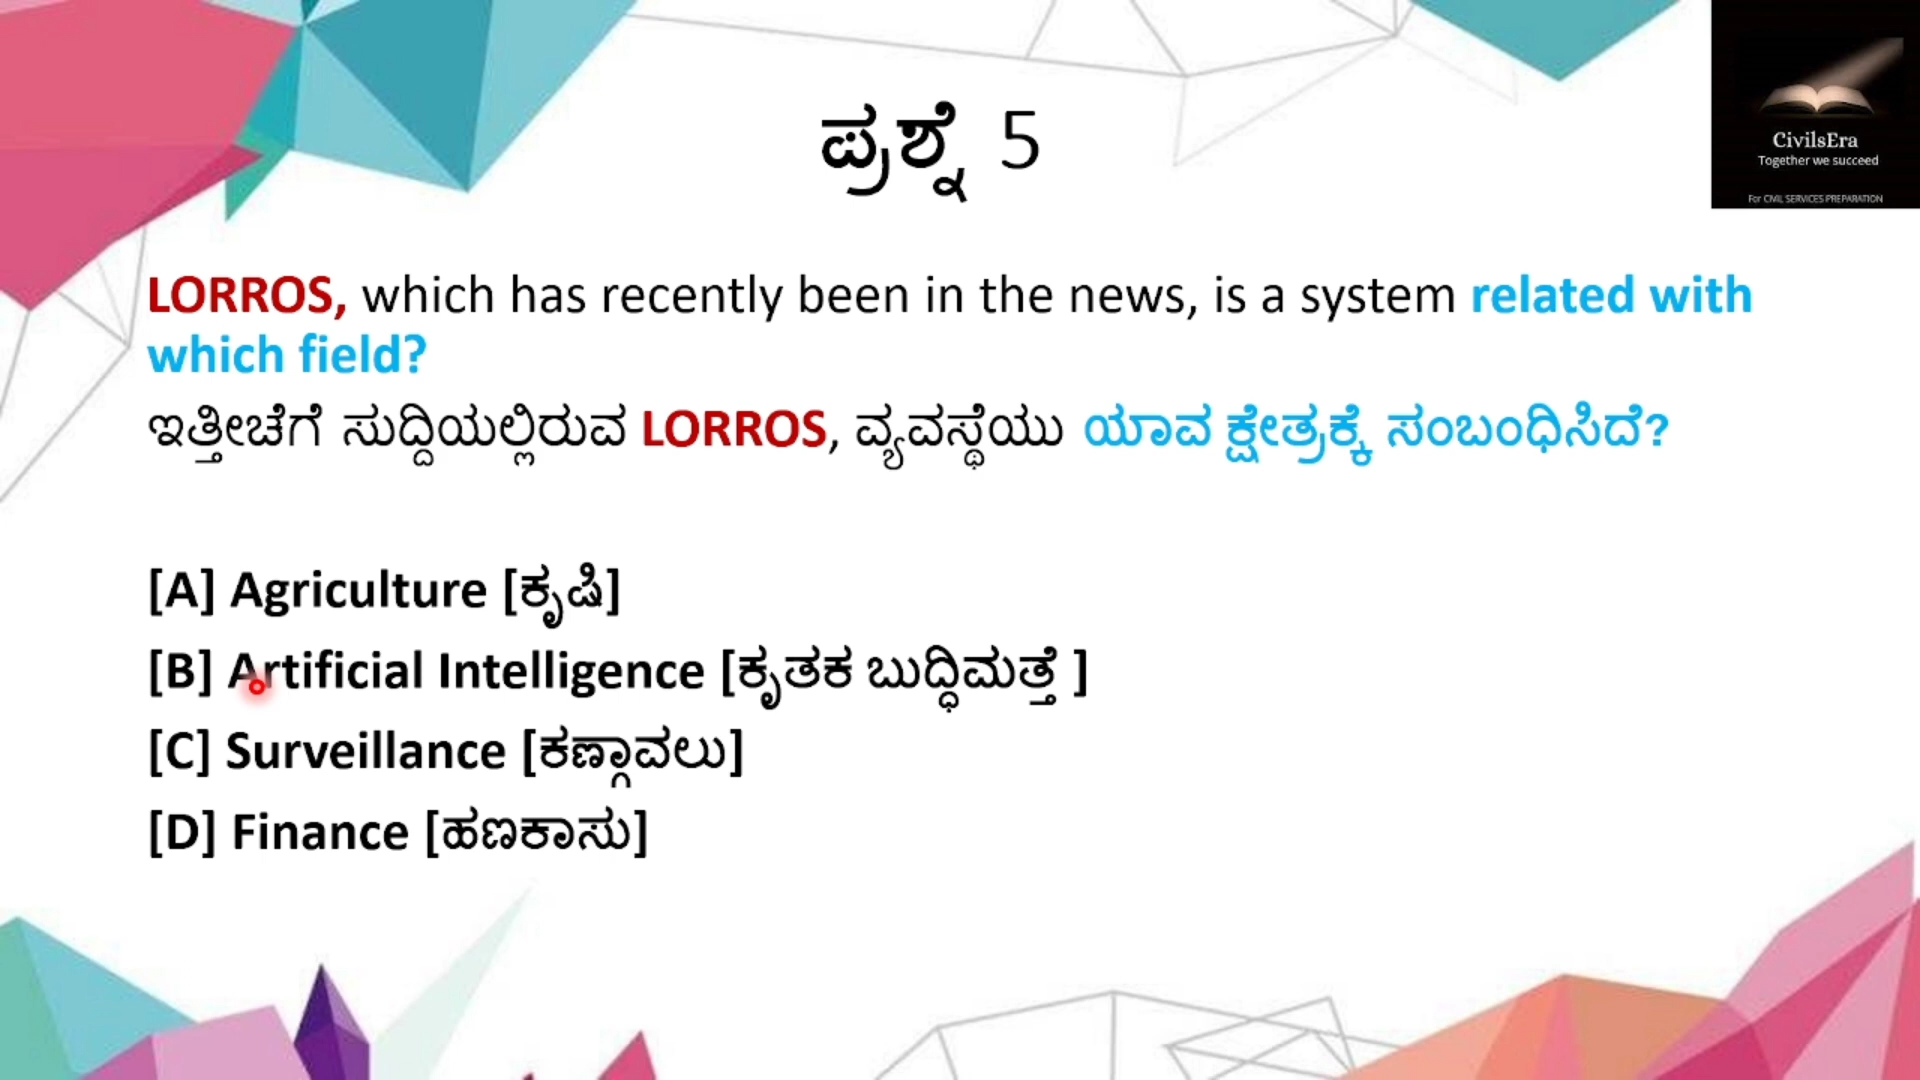 ಪ್ರಶ್ನೆ 5
CivilsEra
Together we succeed
For CIVIL SERVICES PREPARATION
LORROS, which has recently been in the news, is a system related with
which field?
ಇತ್ತೀಚೆಗೆ ಸುದ್ದಿಯಲ್ಲಿರುವ LORROS, ವ್ಯವಸ್ಥೆಯು ಯಾವ ಕ್ಷೇತ್ರಕ್ಕೆ ಸಂಬಂಧಿಸಿದೆ?
[A] Agriculture [ಕೃಷಿ]
[B] Artificial Intelligence [ಕೃತಕ ಬುದ್ಧಿಮತ್ತೆ ]
[C] Surveillance [ಕಣ್ಗಾವಲು]
[D] Finance [ಹಣಕಾಸು]